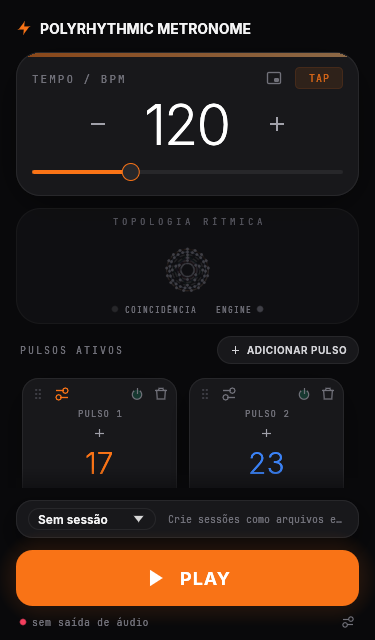 POLYRHYTHMIC METRONOME
TEMPO / BPM
TAP
120
TOPOLOGIA RÍTMICA
COINCIDÊNCIA ENGINE
PULSOS ATIVOS
+ ADICIONAR PULSO
PULSO 1
+
17
PULSO 2
+
23
Sem sessão
Crie sessões como arquivos e…
PLAY
sem saída de áudio